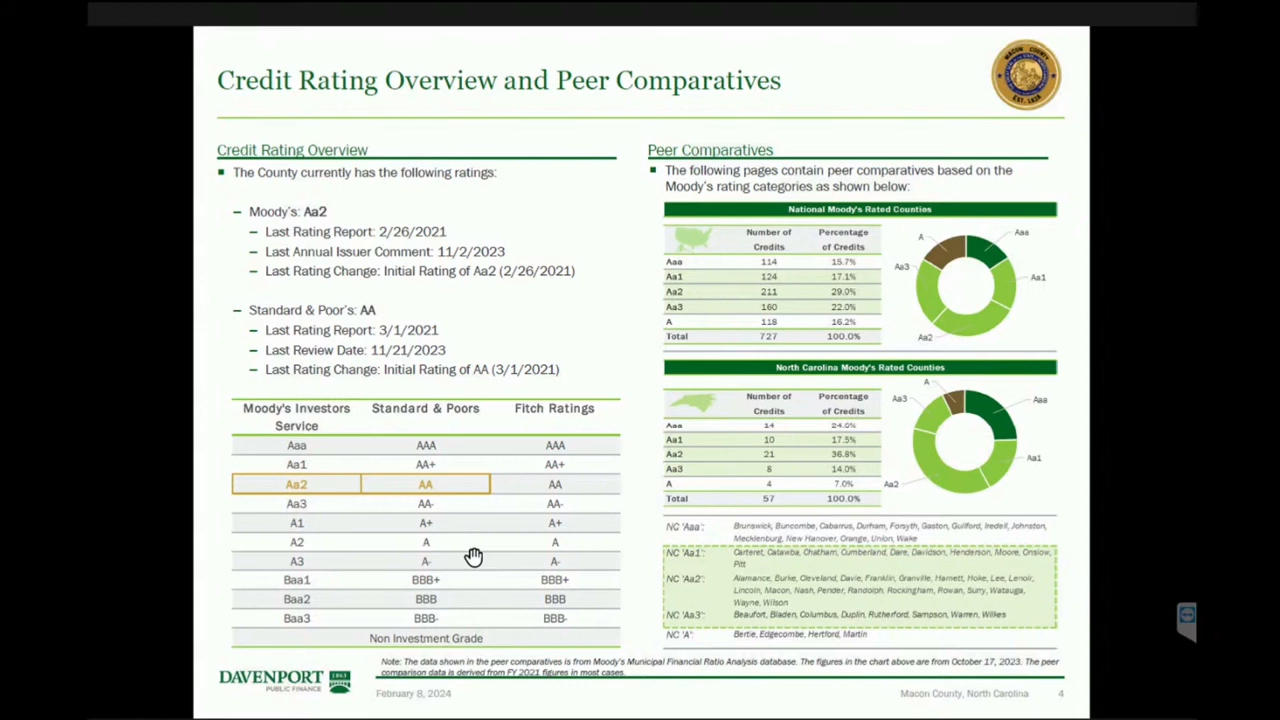 Credit Rating Overview and Peer Comparatives
MACON COUNTY
EST. 1828
Credit Rating Overview
The County currently has the following ratings:
– Moody's: Aa2
– Last Rating Report: 2/26/2021
– Last Annual Issuer Comment: 11/2/2023
– Last Rating Change: Initial Rating of Aa2 (2/26/2021)
– Standard & Poor's: AA
– Last Rating Report: 3/1/2021
– Last Review Date: 11/21/2023
– Last Rating Change: Initial Rating of AA (3/1/2021)
Moody's Investors Standard & Poors Fitch Ratings
Service
Aaa AAA AAA
Aa1 AA+ AA+
Aa2 AA AA
Aa3 AA- AA-
A1 A+ A+
A2 A A
A3 A- A-
Baa1 BBB+ BBB+
Baa2 BBB BBB
Baa3 BBB- BBB-
Non Investment Grade
Peer Comparatives
The following pages contain peer comparatives based on the
Moody's rating categories as shown below:
National Moody's Rated Counties
Number of Percentage
Credits of Credits
Aaa 114 15.7%
Aa1 124 17.1%
Aa2 211 29.0%
Aa3 160 22.0%
A 118 16.2%
Total 727 100.0%
A
Aaa
Aa3
Aa1
Aa2
North Carolina Moody's Rated Counties
Number of Percentage
Credits of Credits
Aaa 14 24.6%
Aa1 10 17.5%
Aa2 21 36.8%
Aa3 8 14.0%
A 4 7.0%
Total 57 100.0%
A
Aa3
Aaa
Aa1
Aa2
NC 'Aaa': Brunswick, Buncombe, Cabarrus, Durham, Forsyth, Gaston, Guilford, Iredell, Johnston,
Mecklenburg, New Hanover, Orange, Union, Wake
NC 'Aa1': Carteret, Catawba, Chatham, Cumberland, Dare, Davidson, Henderson, Moore, Onslow,
Pitt
NC 'Aa2': Alamance, Burke, Cleveland, Davie, Franklin, Granville, Harnett, Hoke, Lee, Lenoir,
Lincoln, Macon, Nash, Pender, Randolph, Rockingham, Rowan, Surry, Watauga,
Wayne, Wilson
NC 'Aa3': Beaufort, Bladen, Columbus, Duplin, Rutherford, Sampson, Warren, Wilkes
NC 'A': Bertie, Edgecombe, Hertford, Martin
Note: The data shown in the peer comparatives is from Moody's Municipal Financial Ratio Analysis database. The figures in the chart above are from October 17, 2023. The peer
comparison data is derived from FY 2021 figures in most cases.
DAVENPORT
PUBLIC FINANCE
1863
February 8, 2024
Macon County, North Carolina 4